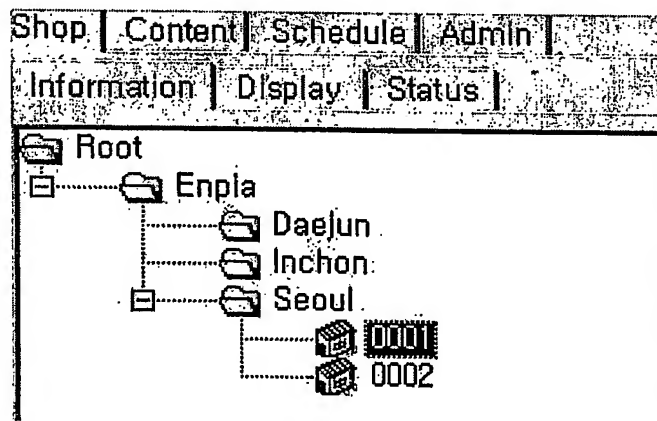 Shop Content Schedule Admin
Information Display Status
Root
Enpia
Daejun
Inchon
Seoul
0001
0002